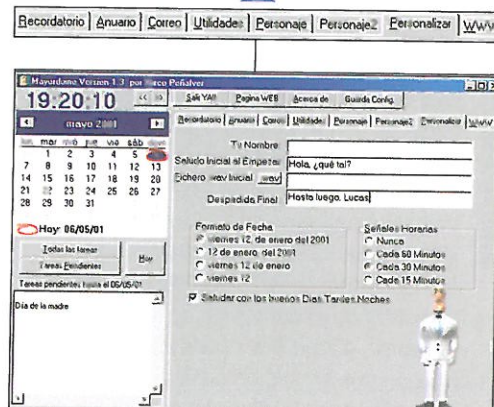 Recordatorio Anuario Correo Utilidades Personaje Personaje2 Personalizar WWW
Mayordomo Version 1.3 por Marco Peñalver
19:20:10 << >> Salir YA!! Pagina WEB Acerca de Guarda Config.
mayo 2001
Recordatorio Anuario Correo Utilidades Personaje Personaje2 Personalizar WWW
lun mar mié jue vie sáb dom
1 2 3 4 5
7 8 9 10 11 12 13
14 15 16 17 18 19 20
21 22 23 24 25 26 27
28 29 30 31
Hoy: 06/05/01
Todas las tareas
Tareas Pendientes
Hoy
Tareas pendientes hasta el 06/05/01
Día de la madre
Tu Nombre
Saludo Inicial al Empezar Hola, ¿qué tal?
Fichero .wav Inicial .wav
Despedida Final Hasta luego, Lucas
Formato de Fecha
viernes 12, de enero del 2001
12 de enero, del 2001
viernes 12 de enero
viernes 12
Señales Horarias
Nunca
Cada 60 Minutos
Cada 30 Minutos
Cada 15 Minutos
Saludar con los buenos Dias,Tardes,Noches